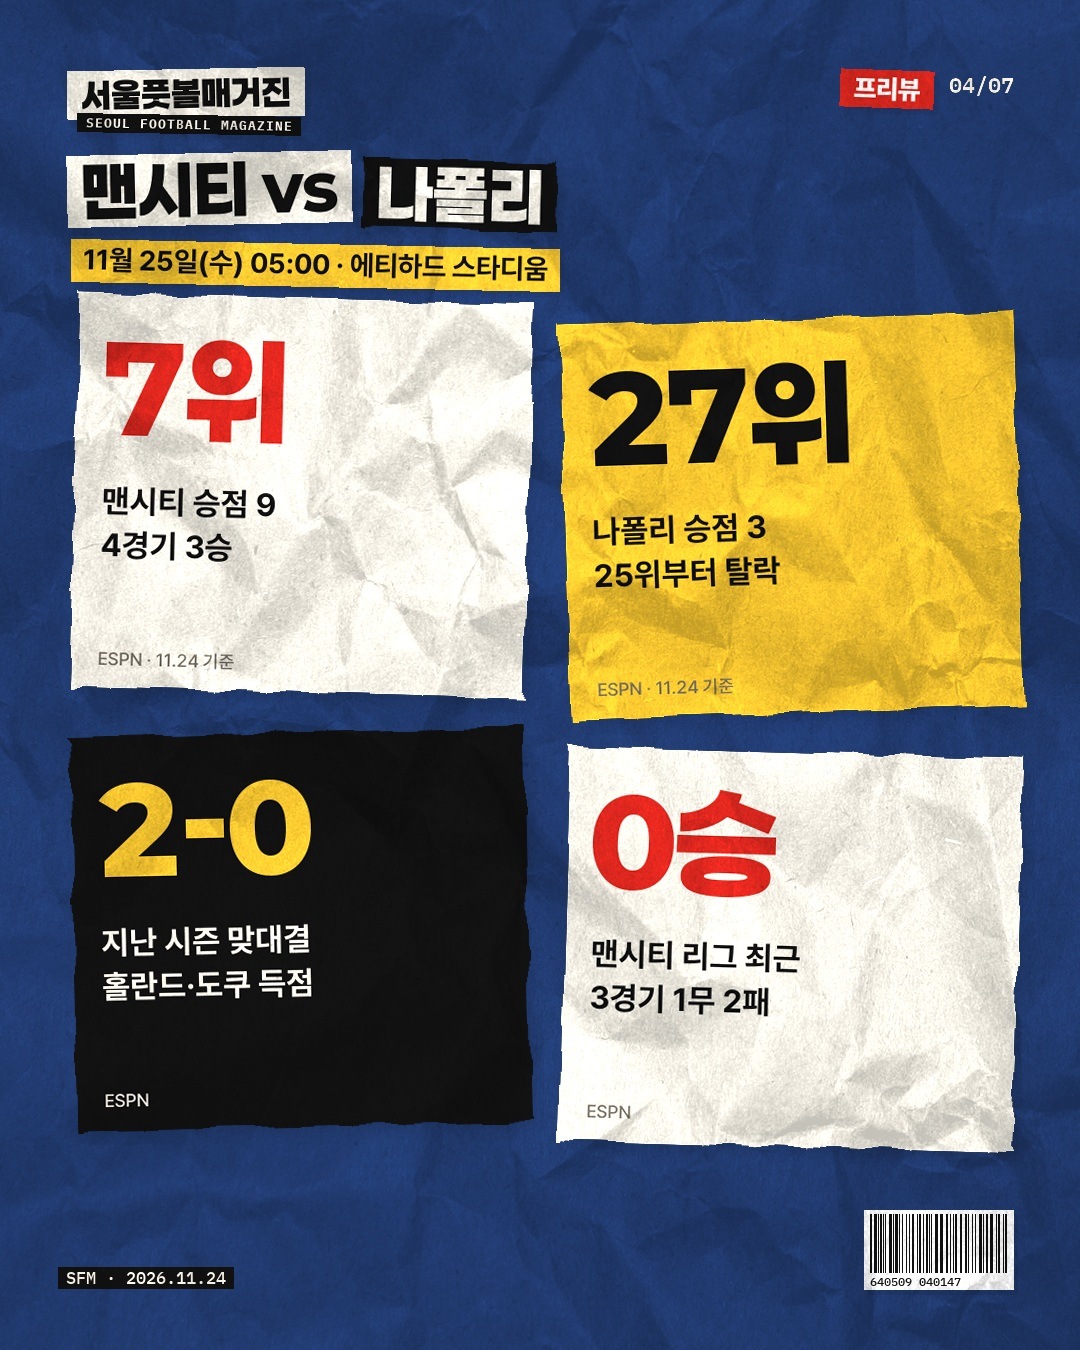 서울풋볼매거진
SEOUL FOOTBALL MAGAZINE
프리뷰 04/07
맨시티 vs 나폴리
11월 25일(수) 05:00 · 에티하드 스타디움
7위
맨시티 승점 9
4경기 3승
ESPN · 11.24 기준
27위
나폴리 승점 3
25위부터 탈락
ESPN · 11.24 기준
2-0
지난 시즌 맞대결
홀란드·도쿠 득점
ESPN
0승
맨시티 리그 최근
3경기 1무 2패
ESPN
SFM · 2026.11.24
640509 040147